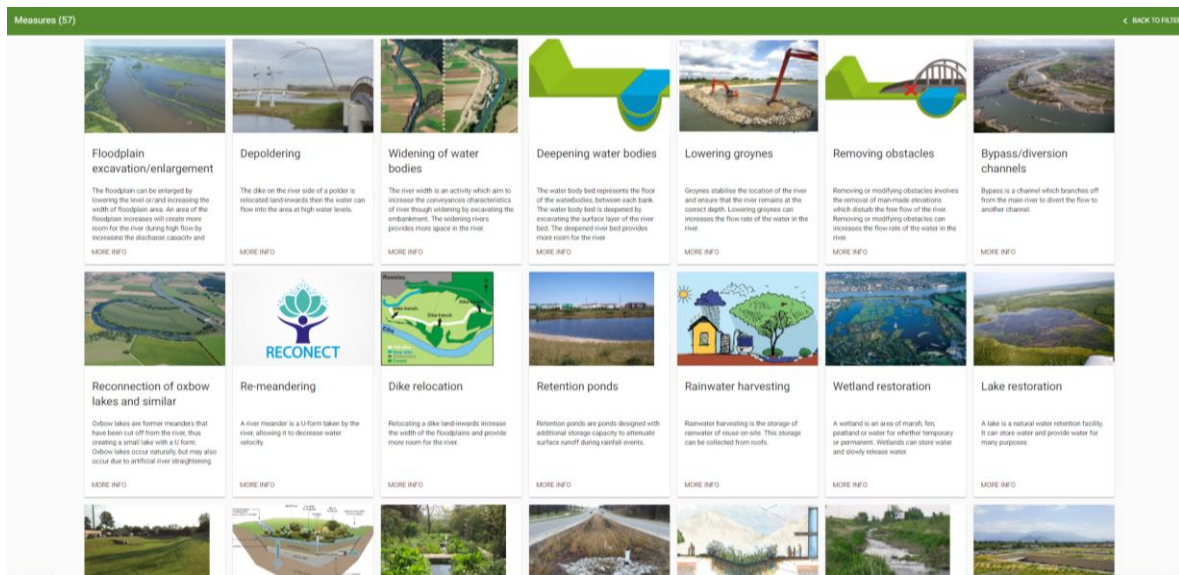 Measures (57)
BACK TO FILTER
Floodplain
excavation/enlargement
The floodplain can be enlarged by
lowering the level or/and increasing the
width of floodplain area. An area of the
floodplain increases will create more
room for the river during high flow by
increasing the discharge capacity and
MORE INFO
Depoldering
The dike on the river side of a polder is
relocated land-inwards then the water can
flow into the area at high water levels.
MORE INFO
Widening of water
bodies
The river width is an activity which aim to
increase the conveyances characteristics
of river though widening by excavating the
embankment. The widening rivers
provides more space in the river.
MORE INFO
Deepening water bodies
The water body bed represents the floor
of the waterbodies, between each bank.
The water body bed is deepened by
excavating the surface layer of the river
bed. The deepened river bed provides
more room for the river
MORE INFO
Lowering groynes
Groynes stabilise the location of the river
and ensure that the river remains at the
correct depth. Lowering groynes can
increases the flow rate of the water in the
river.
MORE INFO
Removing obstacles
Removing or modifying obstacles involves
the removal of man-made elevations
which disturb the free flow of the river.
Removing or modifying obstacles can
increases the flow rate of the water in the
river.
MORE INFO
Bypass/diversion
channels
Bypass is a channel which branches off
from the main river to divert the flow to
another channel.
MORE INFO
RECONECT
Dike trench
Dike trench
Elbe
Reconnection of oxbow
lakes and similar
Oxbow lakes are former meanders that
have been cut off from the river, thus
creating a small lake with a U form.
Oxbow lakes occur naturally, but may also
occur due to artificial river straightening
MORE INFO
Re-meandering
A river meander is a U-form taken by the
river, allowing it to decrease water
velocity.
MORE INFO
Dike relocation
Relocating a dike land-inwards increase
the width of the floodplains and provide
more room for the river.
MORE INFO
Retention ponds
Retention ponds are ponds designed with
additional storage capacity to attenuate
surface runoff during rainfall events.
MORE INFO
Rainwater harvesting
Rainwater harvesting is the storage of
rainwater of reuse on-site. This storage
can be collected from roofs.
MORE INFO
Wetland restoration
A wetland is an area of marsh, fen,
peatland or water for whether temporary
or permanent. Wetlands can store water
and slowly release water.
MORE INFO
Lake restoration
A lake is a natural water retention facility.
It can store water and provide water for
many purposes
MORE INFO